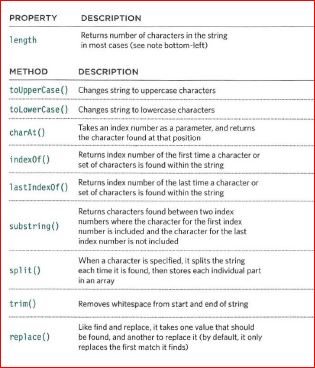 PROPERTY DESCRIPTION
length Returns number of characters in the string
in most cases (see note bottom-left)
METHOD DESCRIPTION
toUpperCase() Changes string to uppercase characters
toLowerCase() Changes string to lowercase characters
charAt() Takes an index number as a parameter, and returns
the character found at that position
indexOf() Returns index number of the first time a character or
set of characters is found within the string
lastIndexOf() Returns index number of the last time a character or
set of characters is found within the string
substring() Returns characters found between two index
numbers where the character for the first index
number is included and the character for the last
index number is not included
split() When a character is specified, it splits the string
each time it is found, then stores each individual part
in an array
trim() Removes whitespace from start and end of string
replace() Like find and replace, it takes one value that should
be found, and another to replace it (by default, it only
replaces the first match it finds)